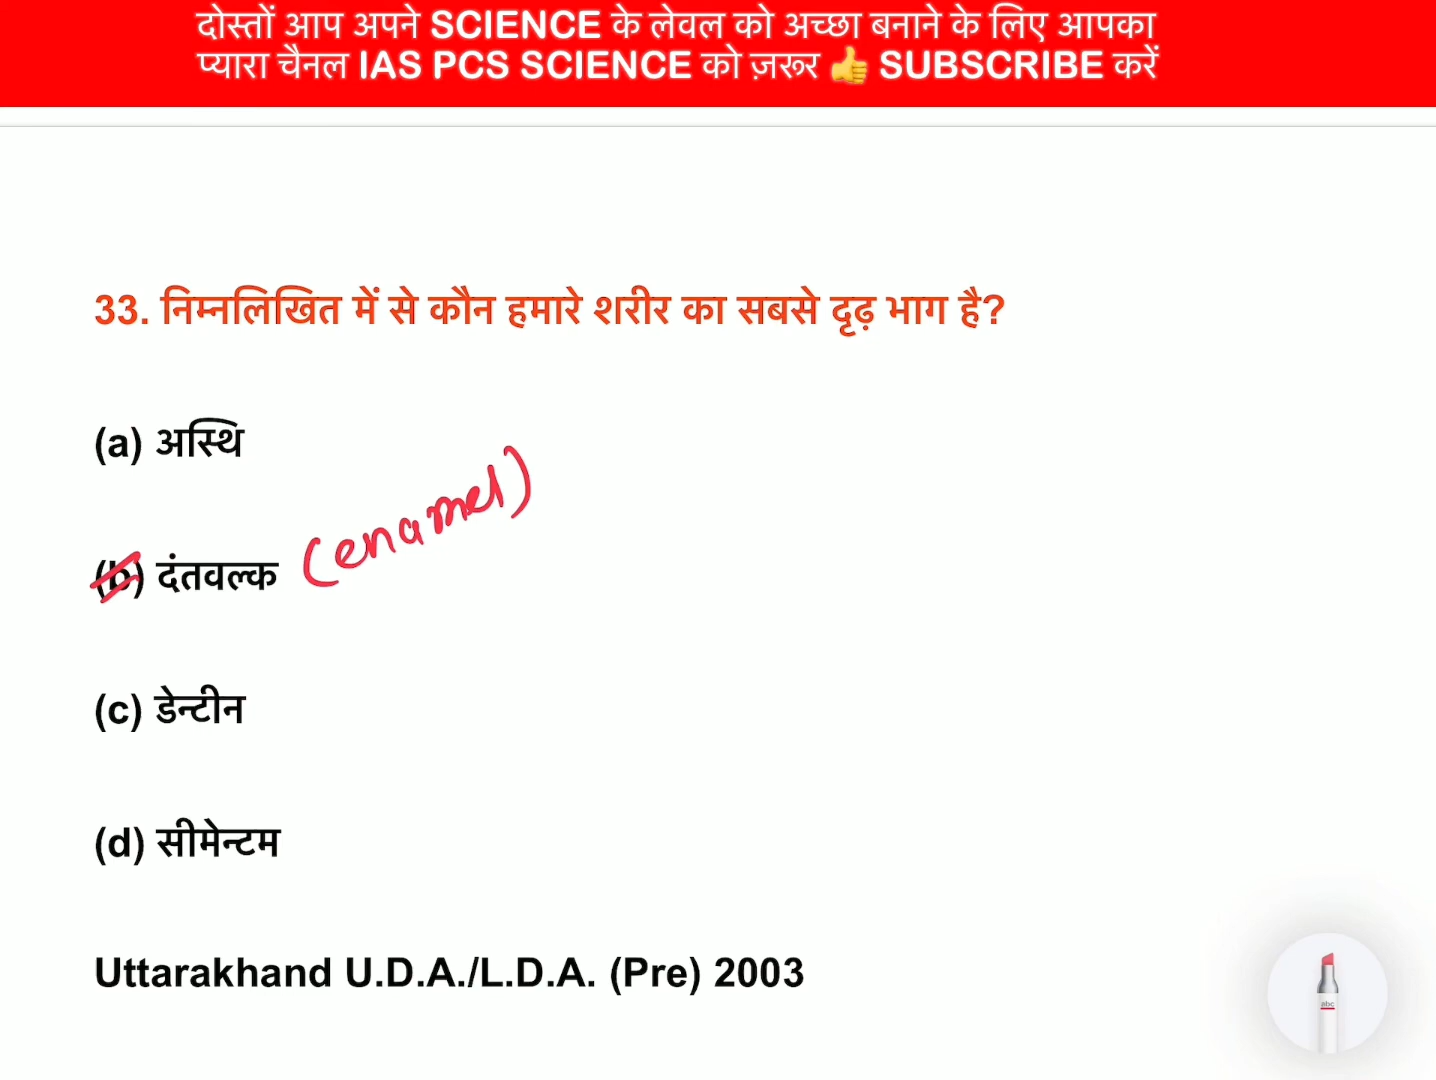 दोस्तों आप अपने SCIENCE के लेवल को अच्छा बनाने के लिए आपका
प्यारा चैनल IAS PCS SCIENCE को ज़रूर 👍 SUBSCRIBE करें
33. निम्नलिखित में से कौन हमारे शरीर का सबसे दृढ़ भाग है?
(a) अस्थि
(b) दंतवल्क (enamel)
(c) डेन्टीन
(d) सीमेन्टम
Uttarakhand U.D.A./L.D.A. (Pre) 2003
abc